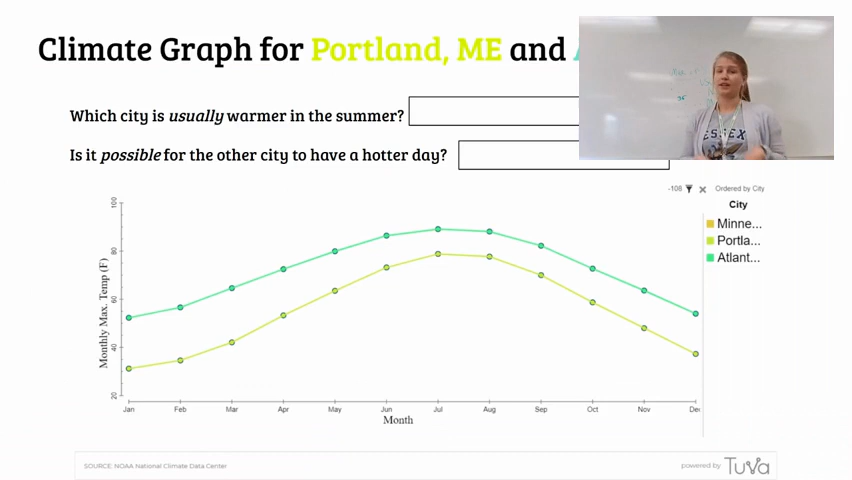 Climate Graph for Portland, ME and
Which city is usually warmer in the summer?
Is it possible for the other city to have a hotter day?
ESSEX
-108 Ordered by City
City
Minne...
Portla...
Atlant...
Monthly Max. Temp (F)
100
80
60
40
20
Jan Feb Mar Apr May Jun Jul Aug Sep Oct Nov Dec
Month
SOURCE: NOAA National Climate Data Center
powered by Tuva